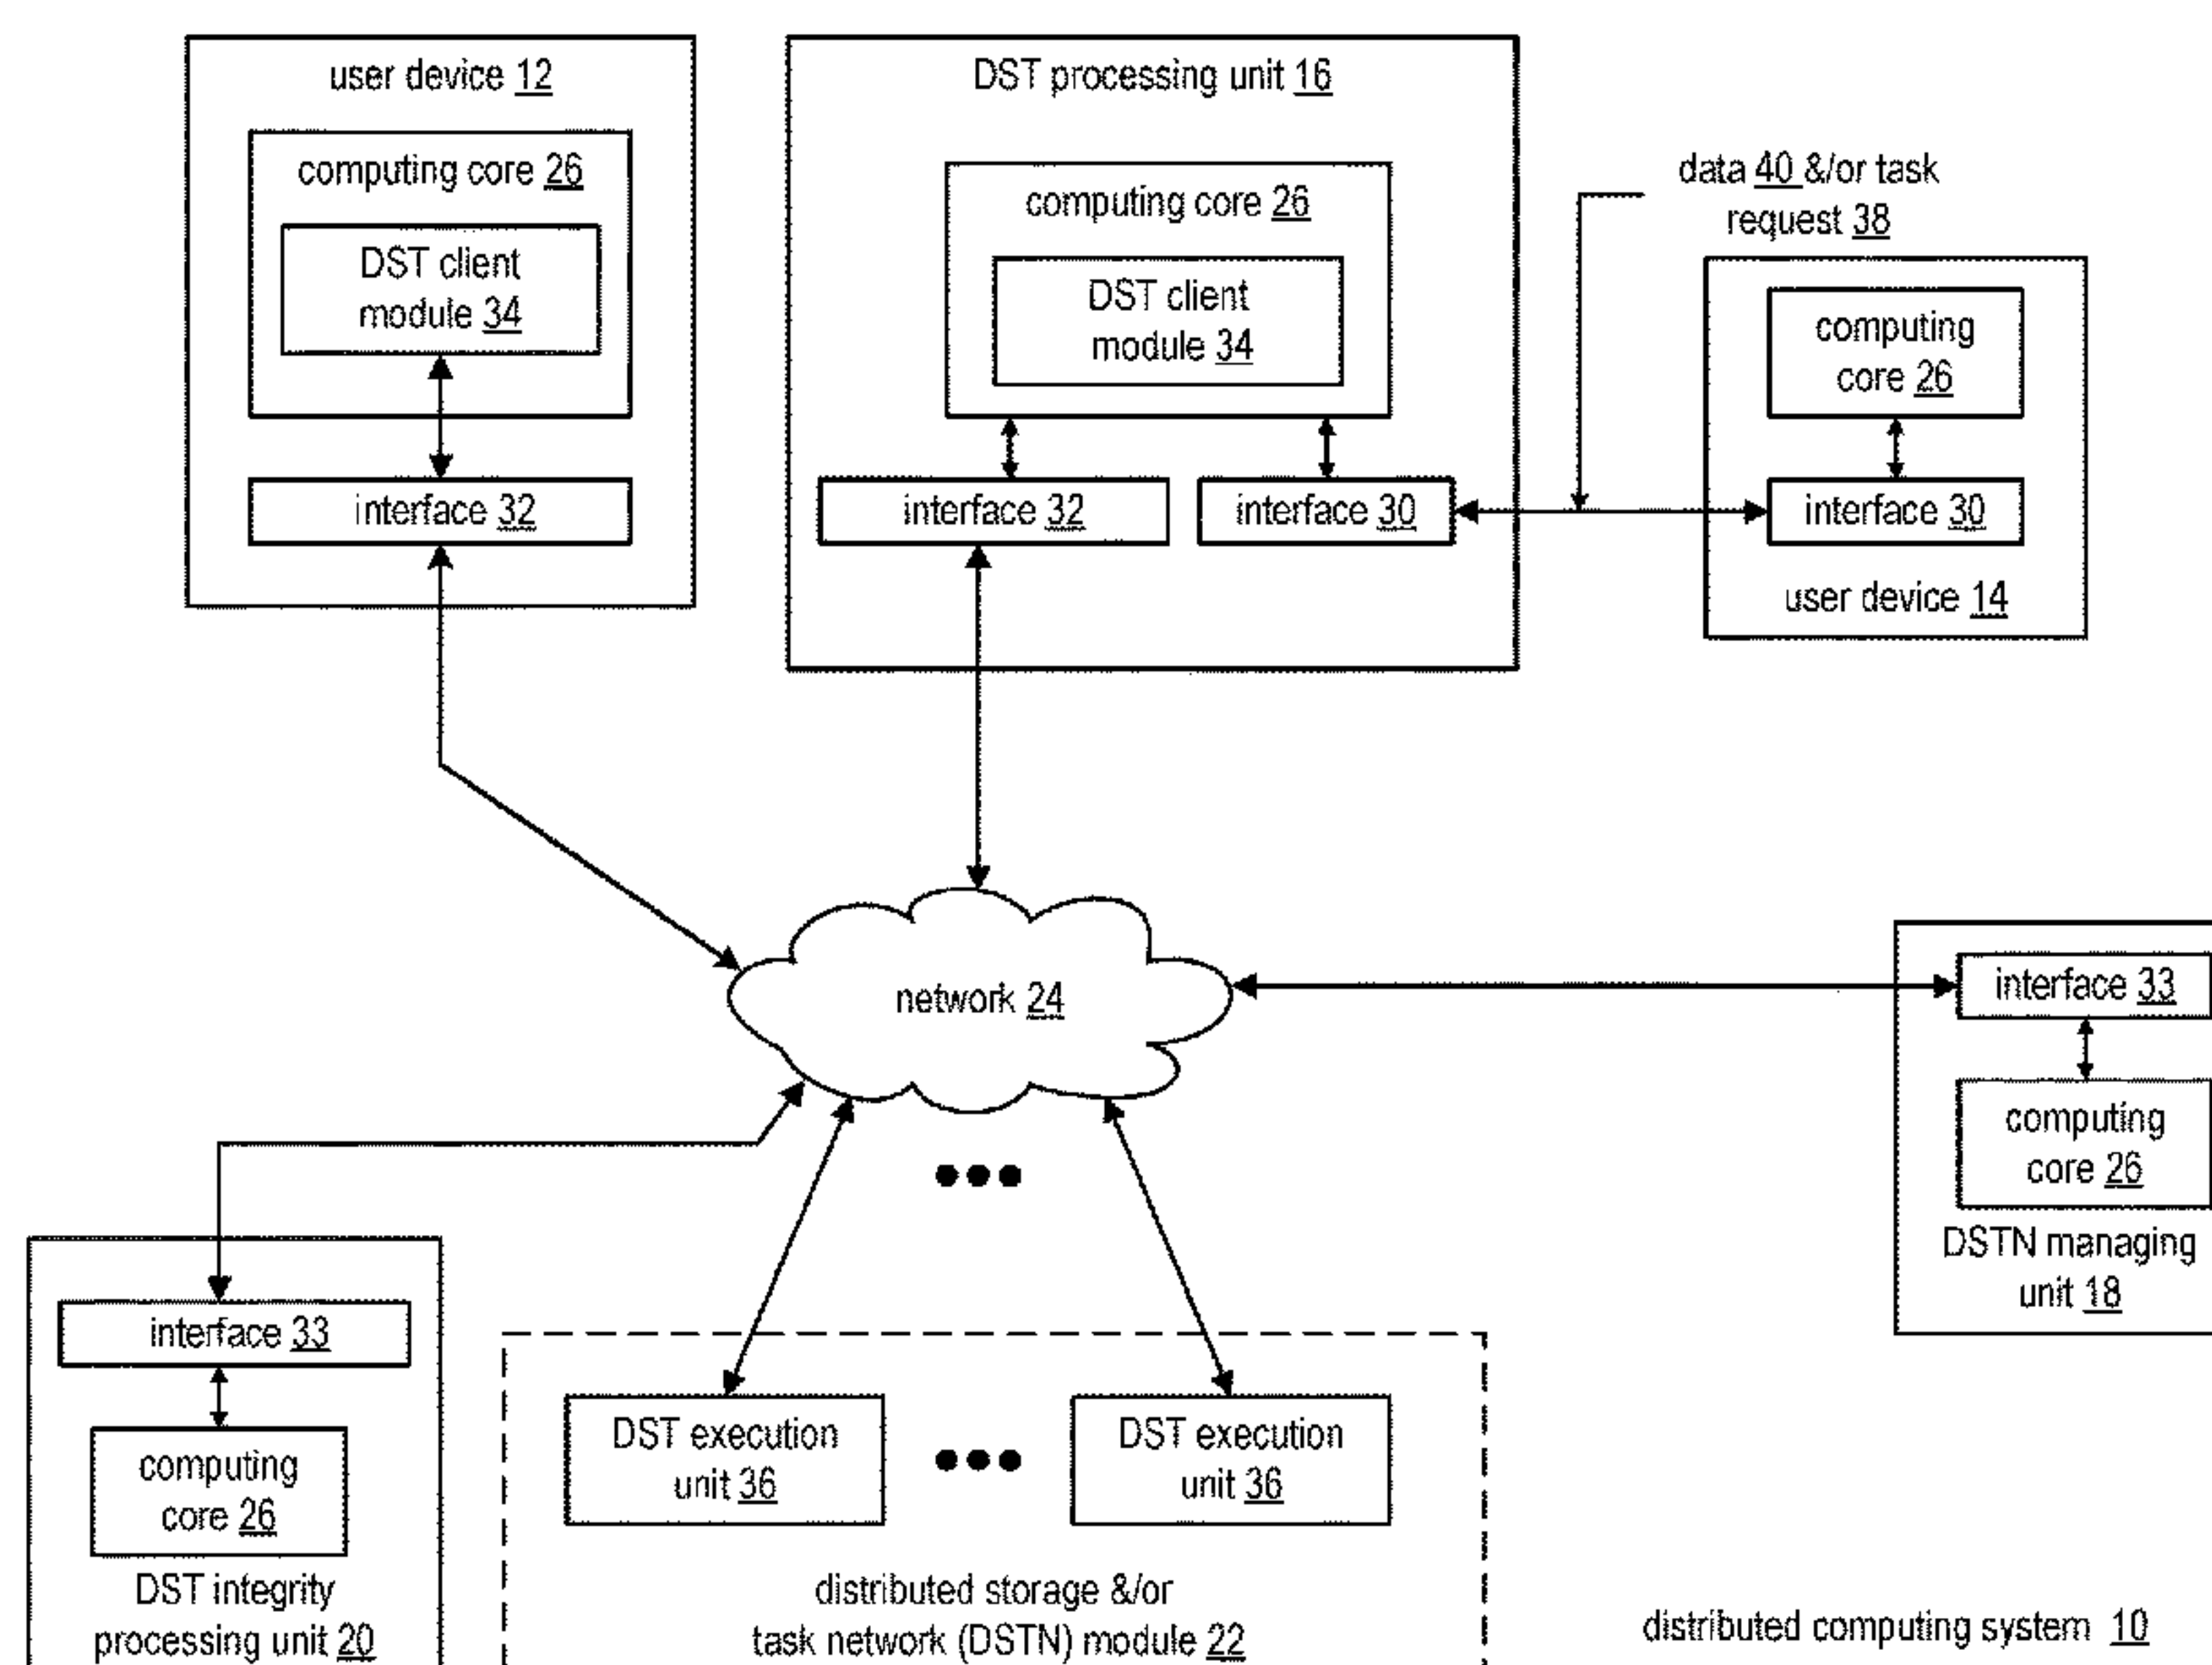 user device 12
computing core 26
DST client
module 34
interface 32
DST processing unit 16
computing core 26
DST client
module 34
interface 32
interface 30
data 40 &/or task
request 38
computing
core 26
interface 30
user device 14
network 24
interface 33
computing
core 26
DSTN managing
unit 18
interface 33
computing
core 26
DST integrity
processing unit 20
DST execution
unit 36
DST execution
unit 36
distributed storage &/or
task network (DSTN) module 22
distributed computing system 10